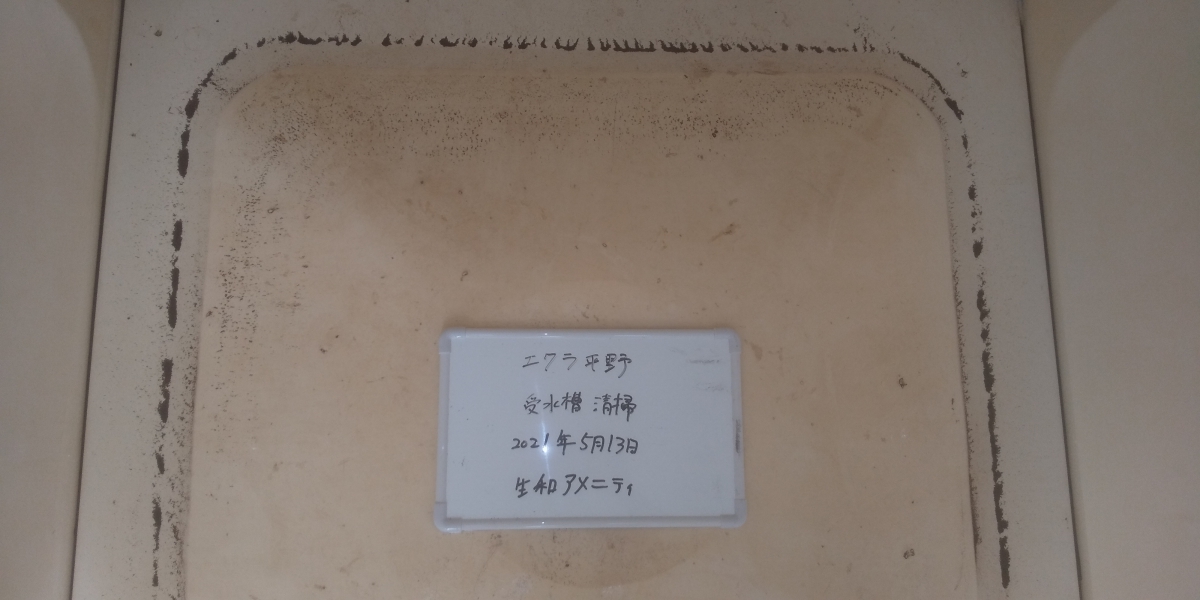 エクラ平野
受水槽 清掃
2021年5月13日
生和アメニティ